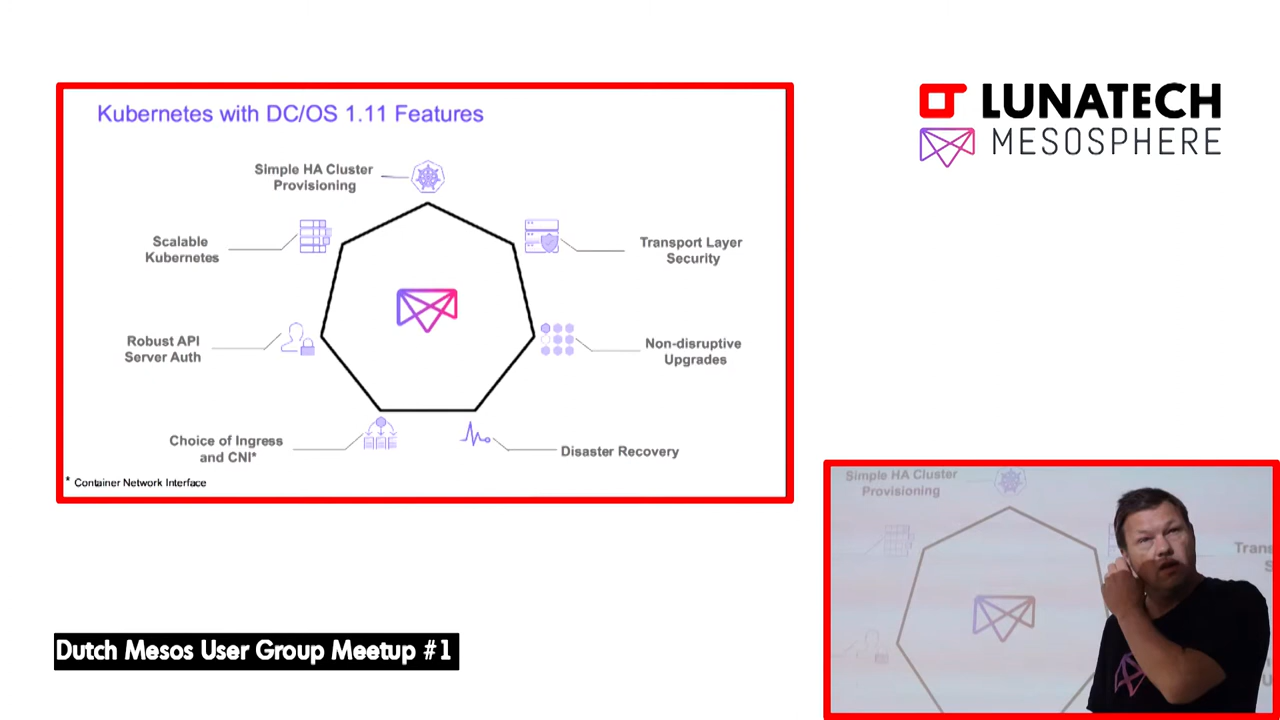 LUNATECH
MESOSPHERE
Kubernetes with DC/OS 1.11 Features
Simple HA Cluster
Provisioning
Scalable
Kubernetes
Transport Layer
Security
Robust API
Server Auth
Non-disruptive
Upgrades
Choice of Ingress
and CNI*
Disaster Recovery
* Container Network Interface
Simple HA Cluster
Provisioning
Trans
Dutch Mesos User Group Meetup #1